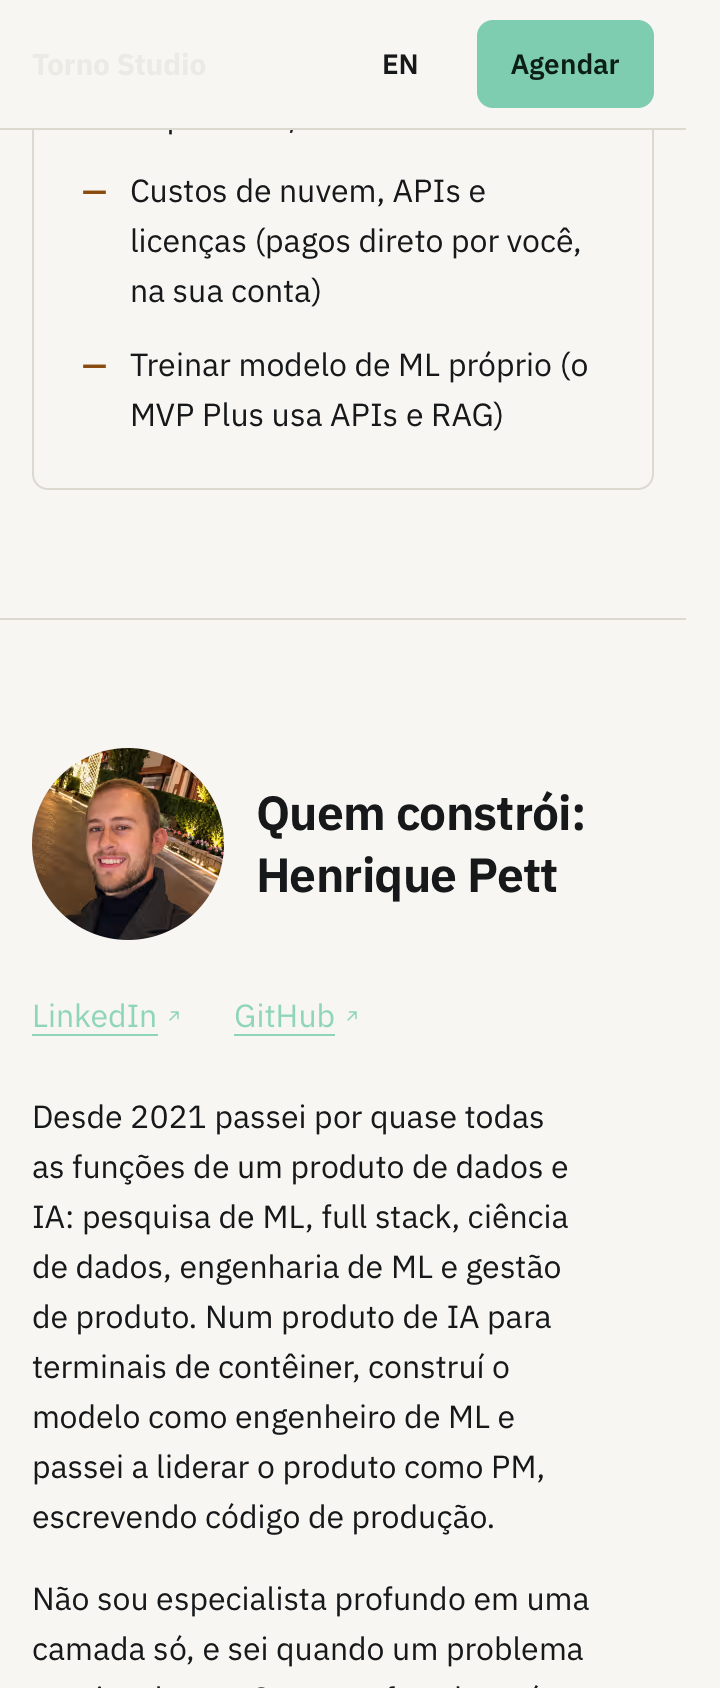 Torno Studio
EN
Agendar
— Custos de nuvem, APIs e
licenças (pagos direto por você,
na sua conta)
— Treinar modelo de ML próprio (o
MVP Plus usa APIs e RAG)
Quem constrói:
Henrique Pett
LinkedIn ↗
GitHub ↗
Desde 2021 passei por quase todas
as funções de um produto de dados e
IA: pesquisa de ML, full stack, ciência
de dados, engenharia de ML e gestão
de produto. Num produto de IA para
terminais de contêiner, construí o
modelo como engenheiro de ML e
passei a liderar o produto como PM,
escrevendo código de produção.
Não sou especialista profundo em uma
camada só, e sei quando um problema